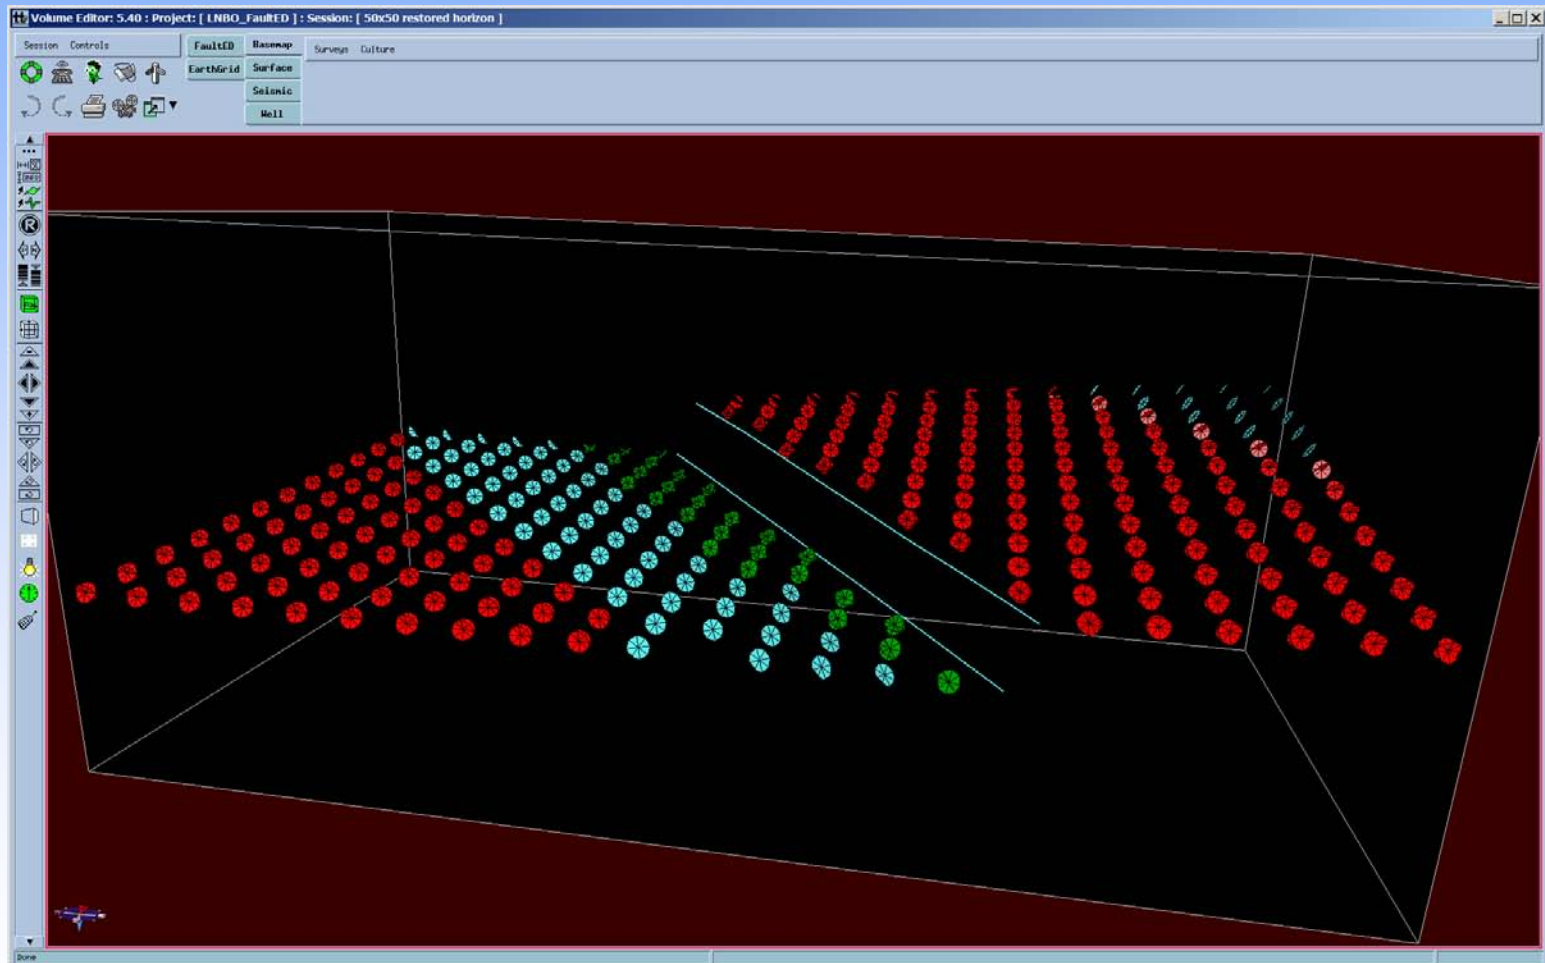 Volume Editor: 5.40 : Project: [ LNBO_FaultED ] : Session: [ 50x50 restored horizon ]
Session Controls
FaultED
Basemap
Surveys Culture
EarthGrid
Surface
Seismic
Well
Done